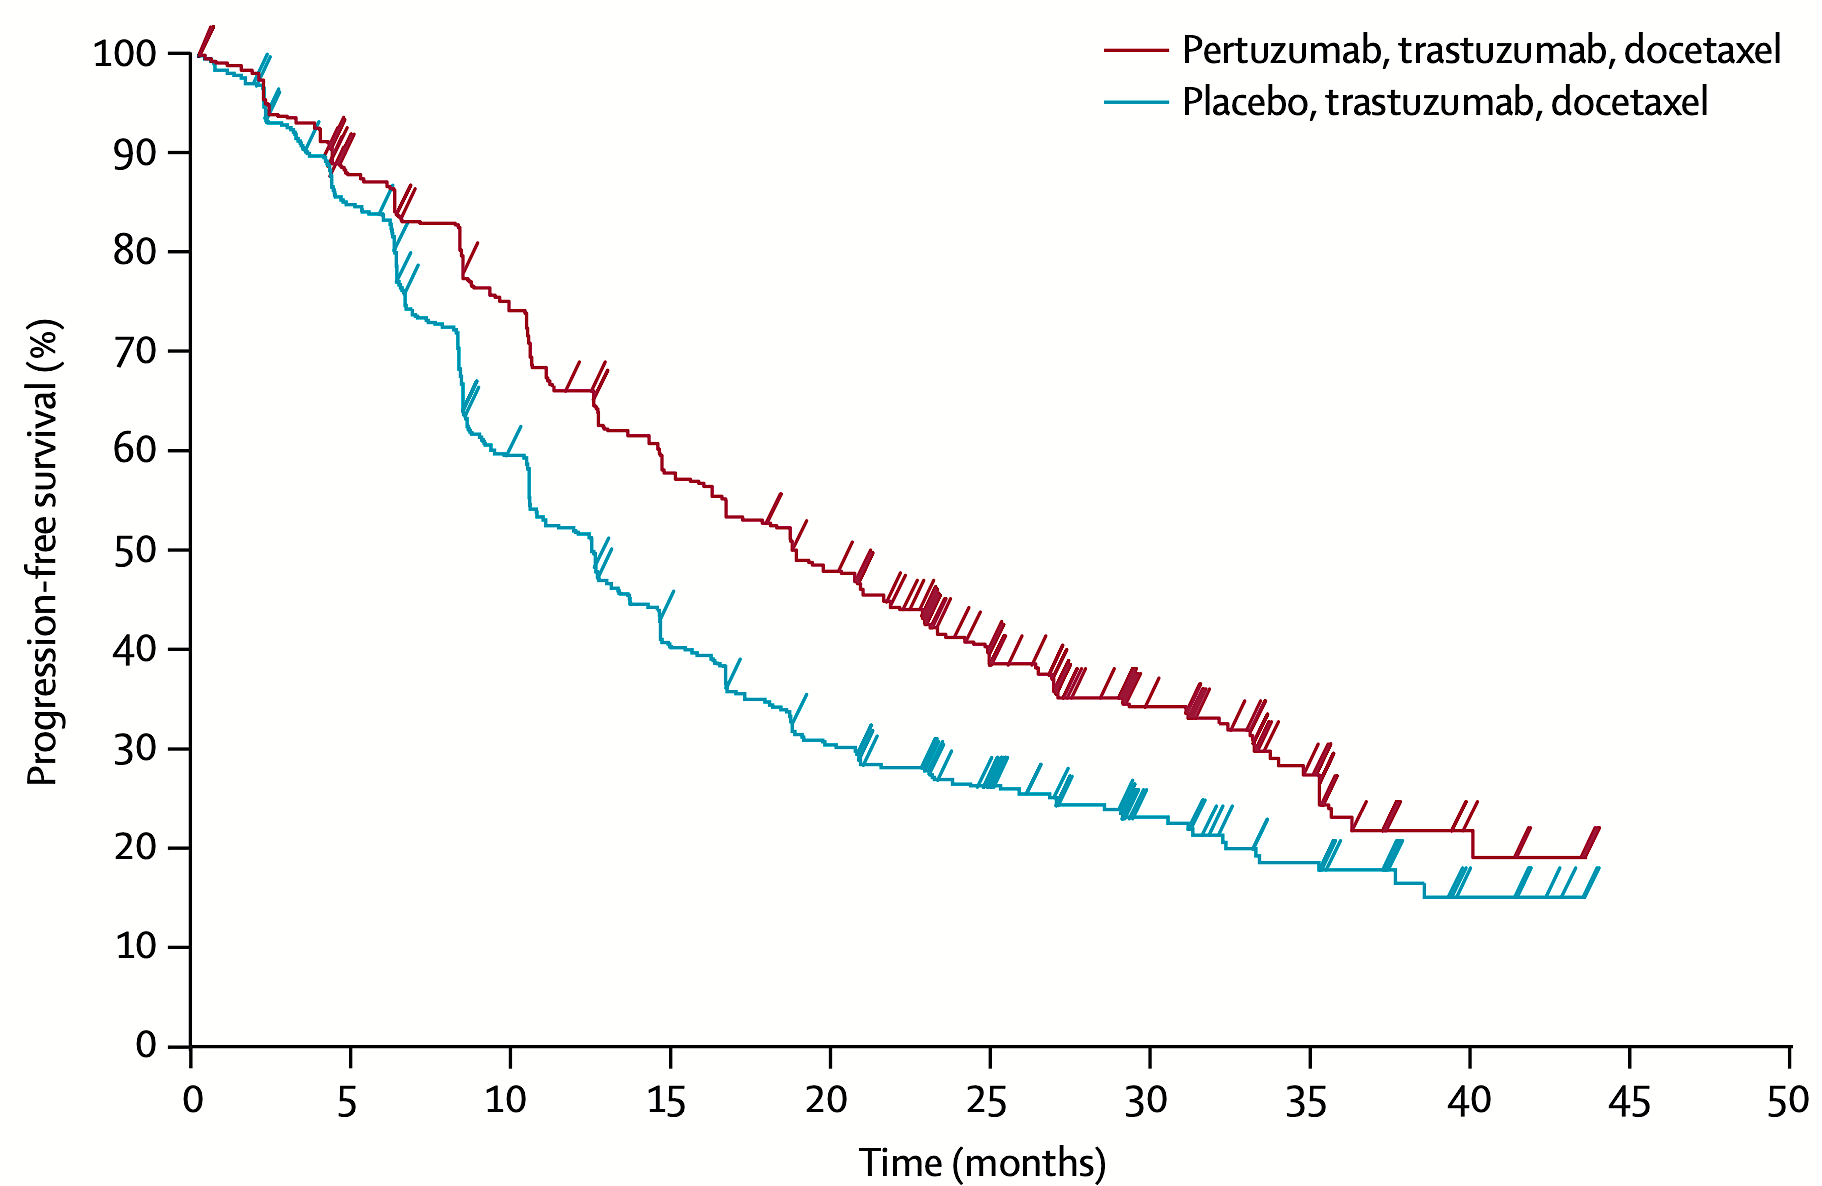 Pertuzumab, trastuzumab, docetaxel
Placebo, trastuzumab, docetaxel
Progression-free survival (%)
100
90
80
70
60
50
40
30
20
10
0
0 5 10 15 20 25 30 35 40 45 50
Time (months)